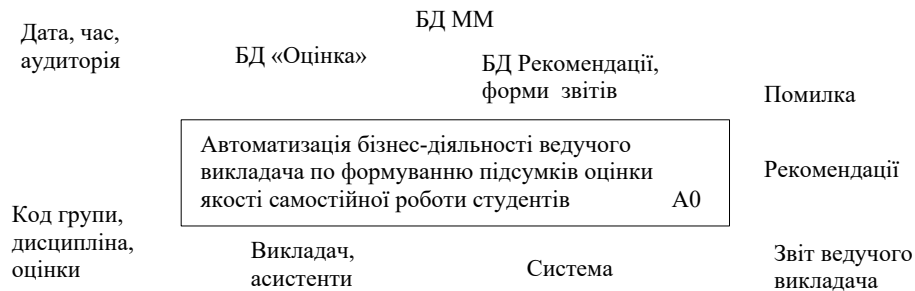 БД ММ
Дата, час,
аудиторія
БД «Оцінка»
БД Рекомендації,
форми звітів
Помилка
Автоматизація бізнес-діяльності ведучого
викладача по формуванню підсумків оцінки
якості самостійної роботи студентів А0
Рекомендації
Код групи,
дисципліна,
оцінки
Викладач,
асистенти
Система
Звіт ведучого
викладача